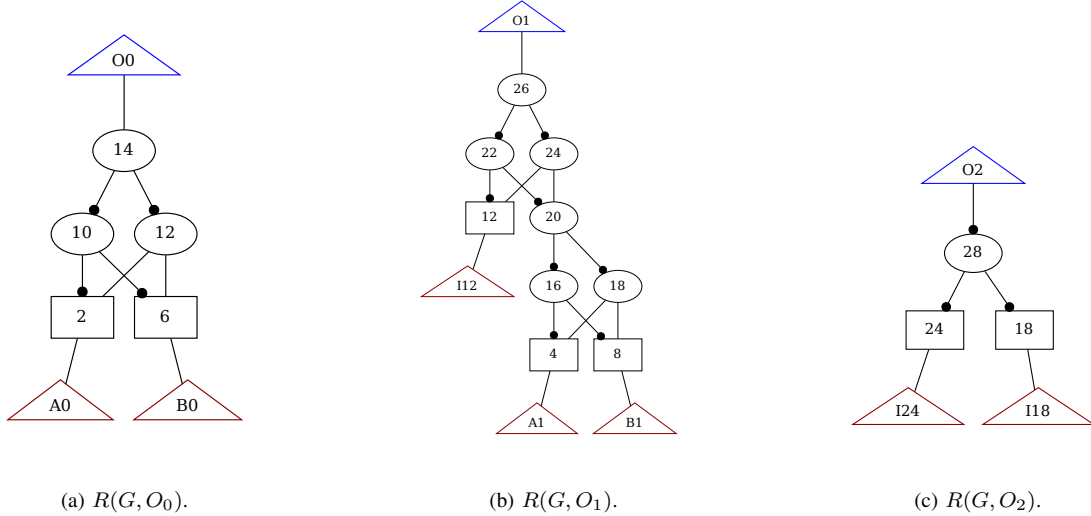 O0
14
10 12
2 6
A0 B0
(a) R(G, O₀).
O1
26
22 24
12 20
I12 16 18
4 8
A1 B1
(b) R(G, O₁).
O2
28
24 18
I24 I18
(c) R(G, O₂).